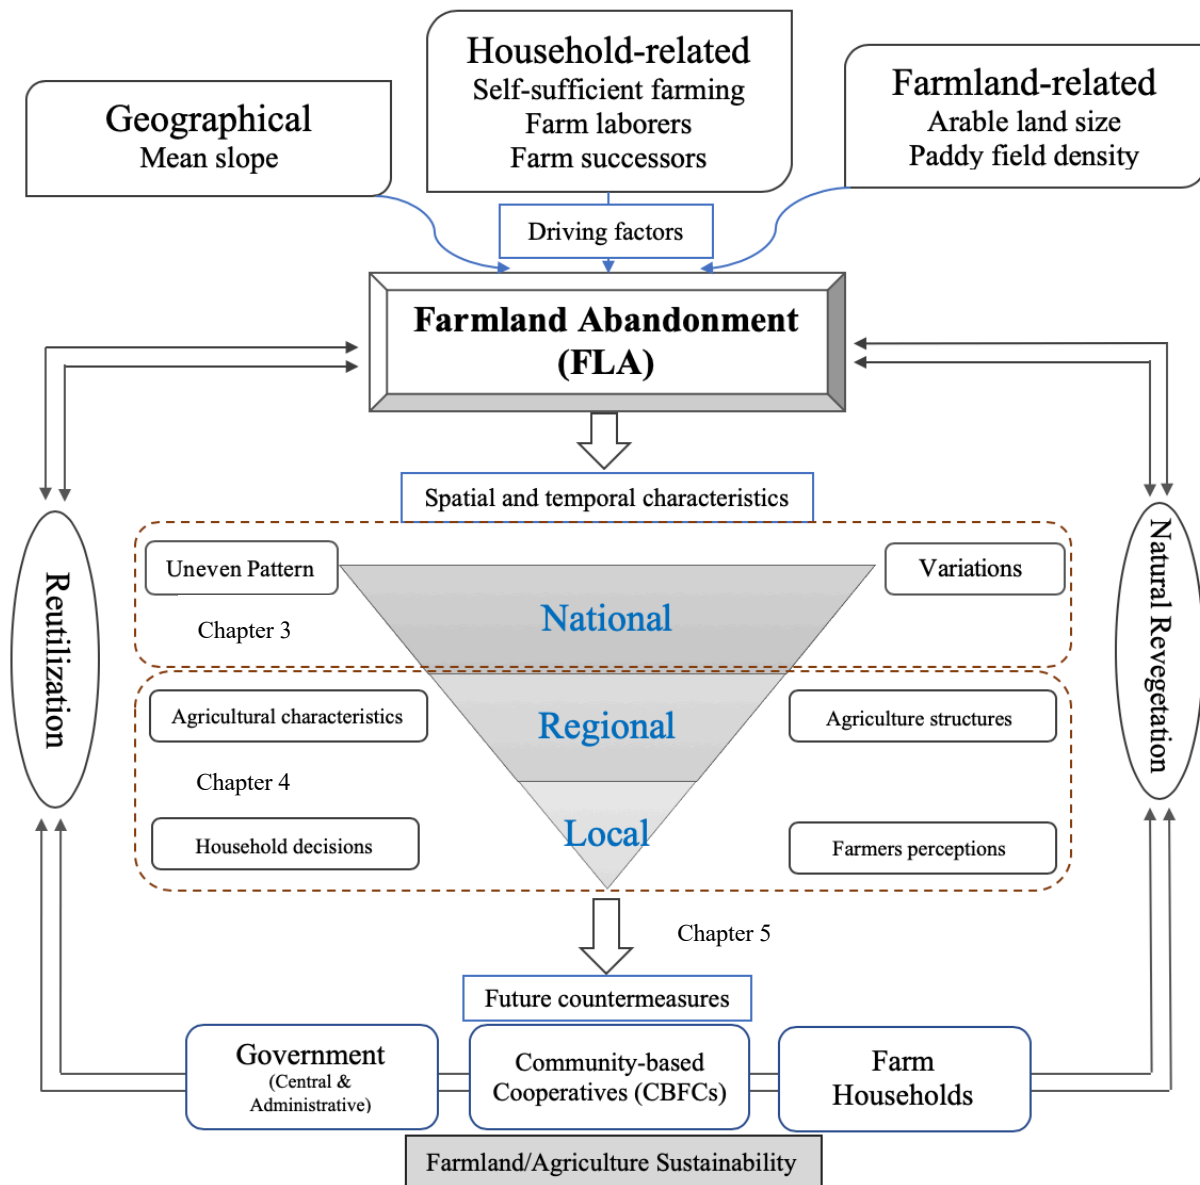 Household-related
Self-sufficient farming
Farm laborers
Farm successors
Geographical
Mean slope
Farmland-related
Arable land size
Paddy field density
Driving factors
Farmland Abandonment
(FLA)
Spatial and temporal characteristics
Uneven Pattern
Variations
National
Chapter 3
Agricultural characteristics
Agriculture structures
Regional
Chapter 4
Household decisions
Farmers perceptions
Local
Reutilization
Natural Revegetation
Chapter 5
Future countermeasures
Government
(Central &
Administrative)
Community-based
Cooperatives (CBFCs)
Farm
Households
Farmland/Agriculture Sustainability